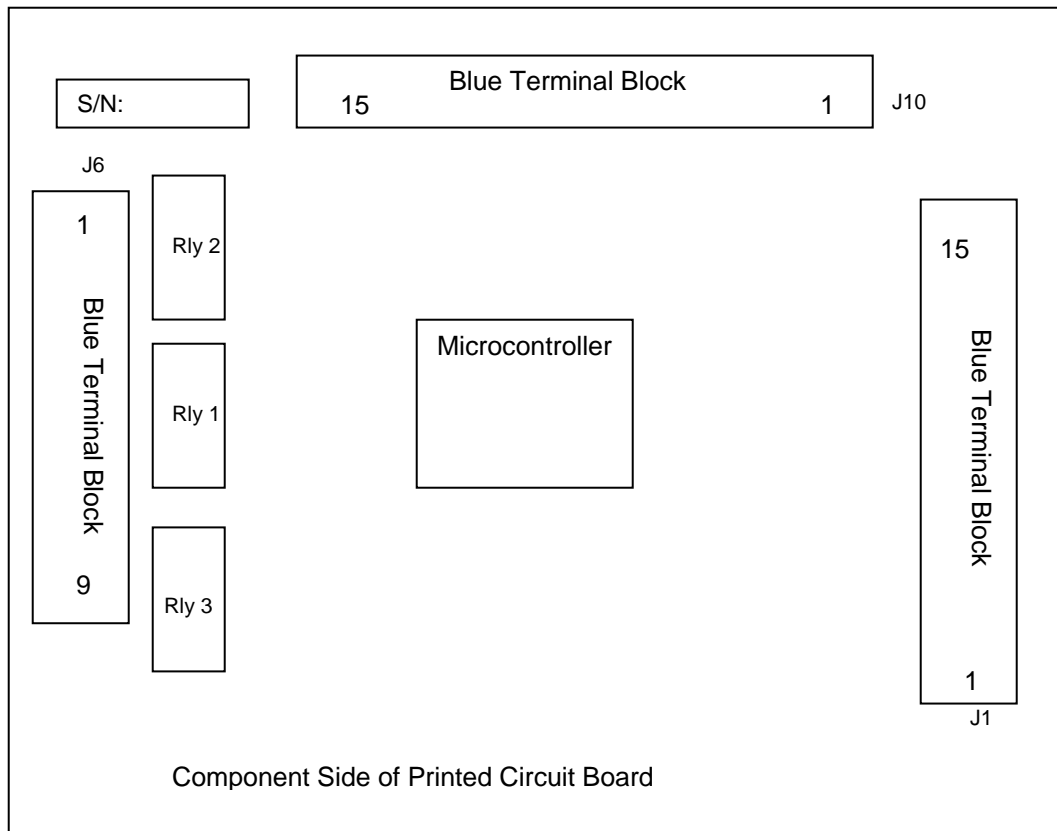 Blue Terminal Block
S/N:
15
1
J10
J6
1
Blue Terminal Block
9
Rly 2
Rly 1
Rly 3
Microcontroller
15
Blue Terminal Block
1
J1
Component Side of Printed Circuit Board